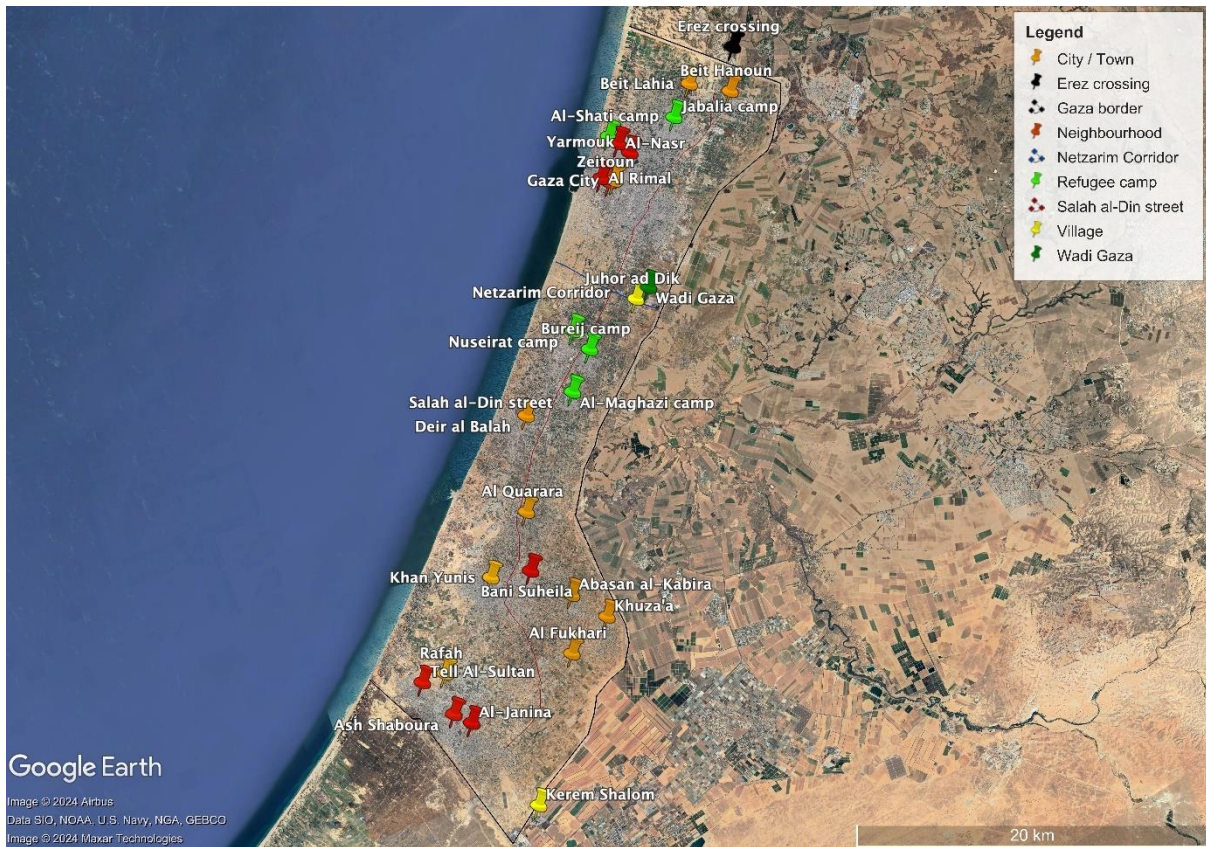 Erez crossing
Beit Hanoun
Beit Lahia
Jabalia camp
Al-Shati camp
Yarmouk
Al-Nasr
Zeitoun
Gaza City
Al Rimal
Juhor ad Dik
Netzarim Corridor
Wadi Gaza
Bureij camp
Nuseirat camp
Salah al-Din street
Al-Maghazi camp
Deir al Balah
Al Quarara
Khan Yunis
Bani Suheila
Abasan al-Kabira
Khuza'a
Al Fukhari
Rafah
Tell Al-Sultan
Ash Shaboura
Al-Janina
Kerem Shalom
Legend
City / Town
Erez crossing
Gaza border
Neighbourhood
Netzarim Corridor
Refugee camp
Salah al-Din street
Village
Wadi Gaza
Google Earth
Image © 2024 Airbus
Data SIO, NOAA, U.S. Navy, NGA, GEBCO
Image © 2024 Maxar Technologies
20 km